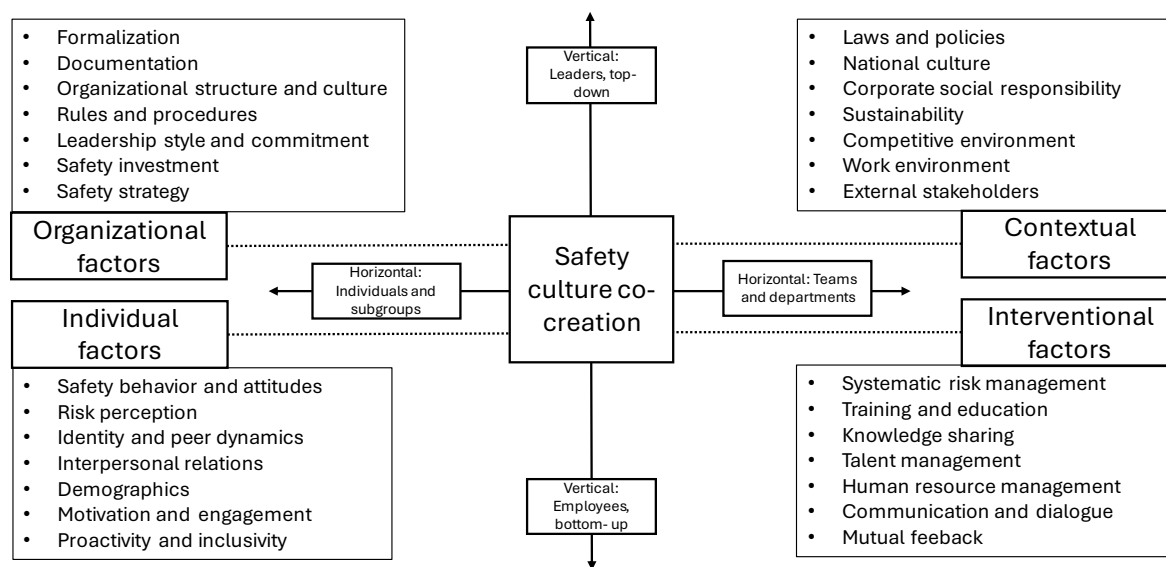 Formalization
Documentation
Organizational structure and culture
Rules and procedures
Leadership style and commitment
Safety investment
Safety strategy
Organizational
factors
Vertical:
Leaders, top-
down
Laws and policies
National culture
Corporate social responsibility
Sustainability
Competitive environment
Work environment
External stakeholders
Contextual
factors
Horizontal:
Individuals and
subgroups
Safety
culture co-
creation
Horizontal: Teams
and departments
Individual
factors
Safety behavior and attitudes
Risk perception
Identity and peer dynamics
Interpersonal relations
Demographics
Motivation and engagement
Proactivity and inclusivity
Vertical:
Employees,
bottom- up
Interventional
factors
Systematic risk management
Training and education
Knowledge sharing
Talent management
Human resource management
Communication and dialogue
Mutual feeback